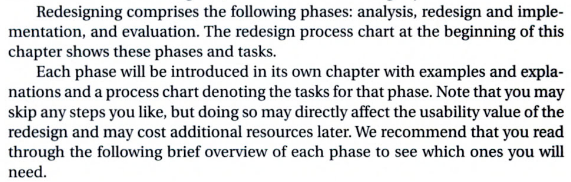 Redesigning comprises the following phases: analysis, redesign and imple-
mentation, and evaluation. The redesign process chart at the beginning of this
chapter shows these phases and tasks.
Each phase will be introduced in its own chapter with examples and expla-
nations and a process chart denoting the tasks for that phase. Note that you may
skip any steps you like, but doing so may directly affect the usability value of the
redesign and may cost additional resources later. We recommend that you read
through the following brief overview of each phase to see which ones you will
need.